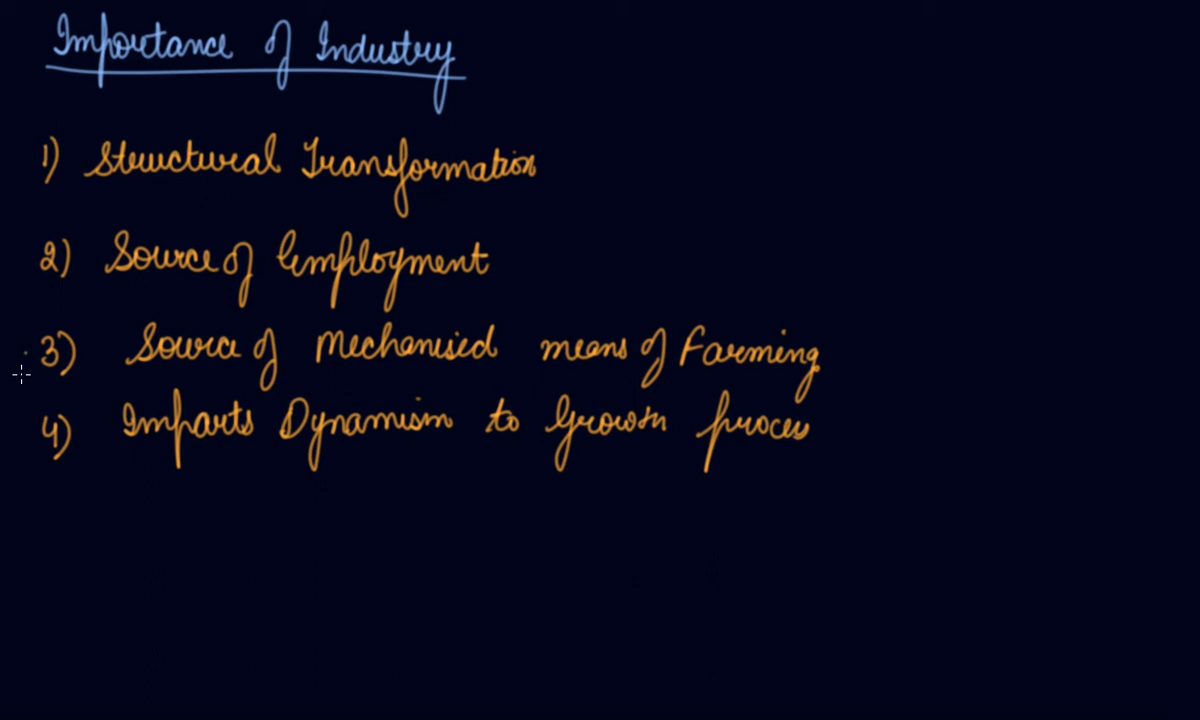 Importance of Industry
1) Structural Transformation
2) Source of Employment
3) Source of Mechanised means of Farming
4) Imparts Dynamism to Growth process